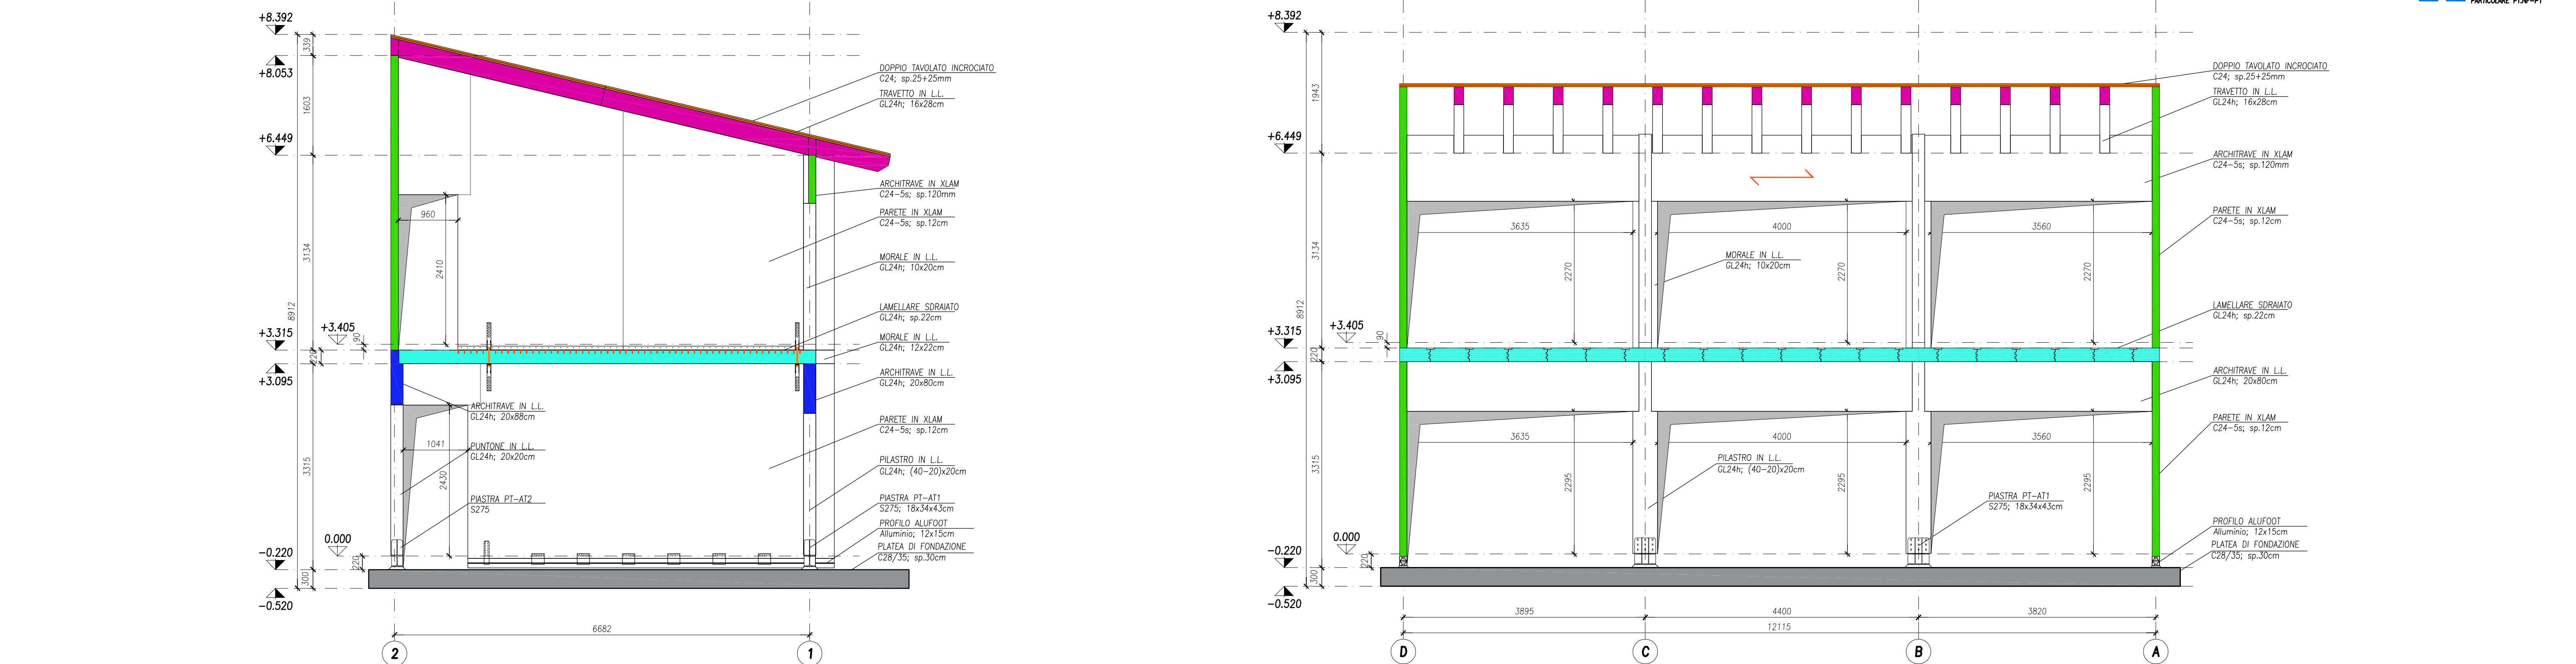 +8.392
339
+8.053
1603
+6.449
3134
8912
+3.315
+3.405
90
220
+3.095
3315
-0.220
0.000
220
300
-0.520
960
2410
1041
2430
DOPPIO TAVOLATO INCROCIATO
C24; sp.25+25mm
TRAVETTO IN L.L.
GL24h; 16x28cm
ARCHITRAVE IN XLAM
C24-5s; sp.120mm
PARETE IN XLAM
C24-5s; sp.12cm
MORALE IN L.L.
GL24h; 10x20cm
LAMELLARE SDRAIATO
GL24h; sp.22cm
MORALE IN L.L.
GL24h; 12x22cm
ARCHITRAVE IN L.L.
GL24h; 20x80cm
ARCHITRAVE IN L.L.
GL24h; 20x88cm
PARETE IN XLAM
C24-5s; sp.12cm
PUNTONE IN L.L.
GL24h; 20x20cm
PILASTRO IN L.L.
GL24h; (40-20)x20cm
PIASTRA PT-AT2
S275
PIASTRA PT-AT1
S275; 18x34x43cm
PROFILO ALUFOOT
Alluminio; 12x15cm
PLATEA DI FONDAZIONE
C28/35; sp.30cm
6682
2
1
+8.392
1943
+6.449
3134
8912
+3.315
+3.405
90
220
+3.095
3315
-0.220
0.000
220
300
-0.520
3635
4000
3560
2270
2270
2270
MORALE IN L.L.
GL24h; 10x20cm
3635
4000
3560
2295
2295
2295
PILASTRO IN L.L.
GL24h; (40-20)x20cm
PIASTRA PT-AT1
S275; 18x34x43cm
DOPPIO TAVOLATO INCROCIATO
C24; sp.25+25mm
TRAVETTO IN L.L.
GL24h; 16x28cm
ARCHITRAVE IN XLAM
C24-5s; sp.120mm
PARETE IN XLAM
C24-5s; sp.12cm
LAMELLARE SDRAIATO
GL24h; sp.22cm
ARCHITRAVE IN L.L.
GL24h; 20x80cm
PARETE IN XLAM
C24-5s; sp.12cm
PROFILO ALUFOOT
Alluminio; 12x15cm
PLATEA DI FONDAZIONE
C28/35; sp.30cm
3895
4400
3820
12115
D
C
B
A